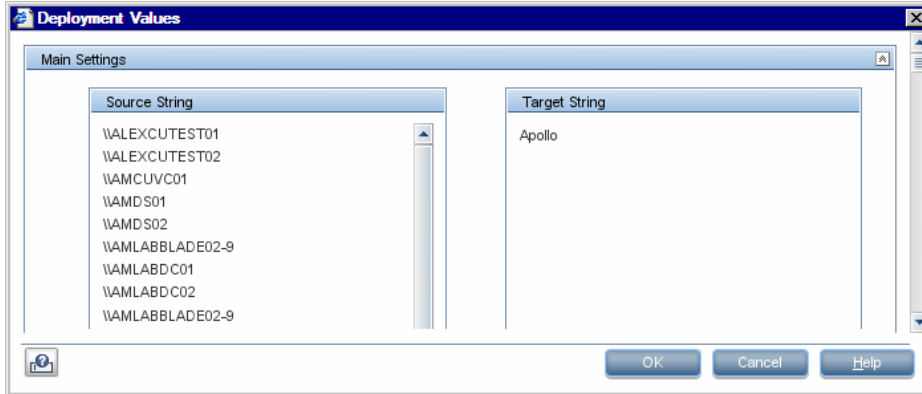 Deployment Values
Main Settings
Source String
\\ALEXCUTEST01
\\ALEXCUTEST02
\\AMCUVC01
\\AMDS01
\\AMDS02
\\AMLABBLADE02-9
\\AMLABDC01
\\AMLABDC02
\\AMLABBLADE02-9
Target String
Apollo
OK Cancel Help